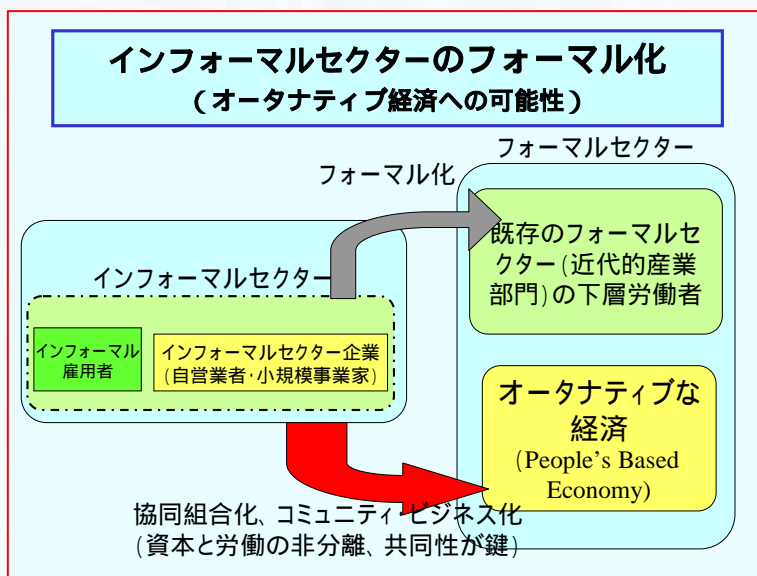 インフォーマルセクターのフォーマル化
（オータナティブ経済への可能性）
フォーマルセクター
フォーマル化
既存のフォーマルセ
クター(近代的産業
部門)の下層労働者
インフォーマルセクター
インフォーマル
雇用者
インフォーマルセクター企業
(自営業者・小規模事業家)
オータナティブな
経済
(People's Based
Economy)
協同組合化、コミュニティ・ビジネス化
(資本と労働の非分離、共同性が鍵)